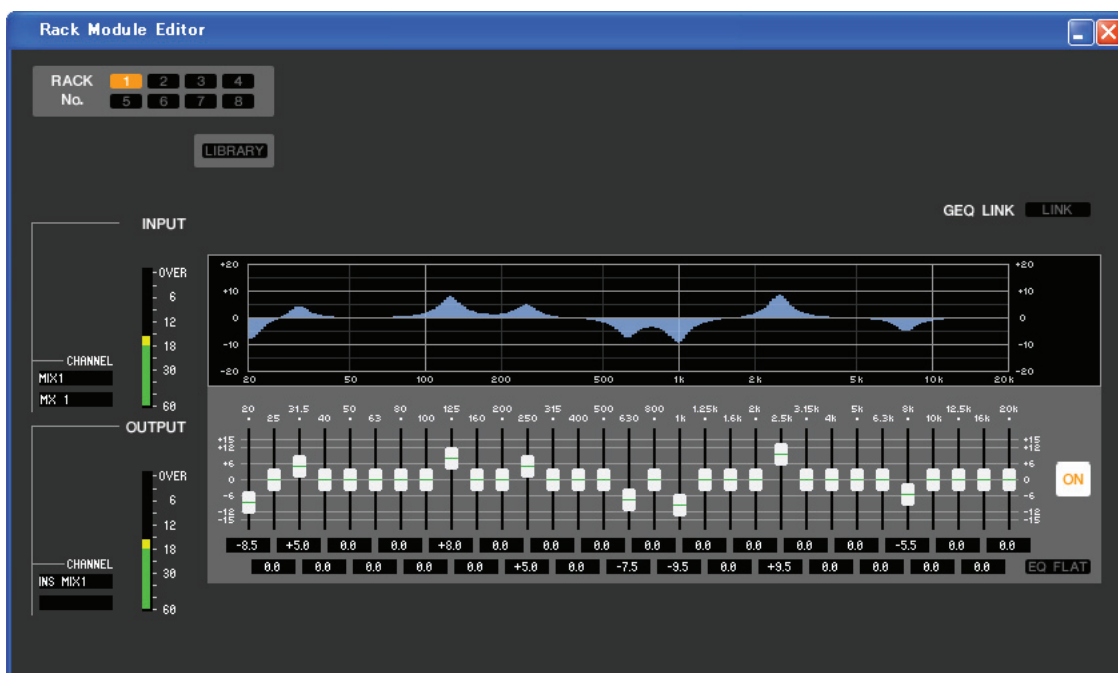 Rack Module Editor
RACK No. 1 2 3 4
5 6 7 8
LIBRARY
GEQ LINK LINK
INPUT
OVER
6
12
18
30
60
CHANNEL
MIX1
MX 1
+20 +20
+10 +10
0 0
-10 -10
-20 -20
20 50 100 200 500 1k 2k 5k 10k 20k
20 31.5 50 80 125 200 315 500 800 1.25k 2k 3.15k 5k 8k 12.5k 20k
25 40 63 100 160 250 400 630 1k 1.6k 2.5k 4k 6.3k 10k 16k
+15 +15
+12 +12
+6 +6
0 0
-6 -6
-12 -12
-15 -15
ON
-8.5 +5.0 0.0 0.0 +8.0 0.0 0.0 0.0 0.0 0.0 0.0 0.0 0.0 -5.5 0.0 0.0
0.0 0.0 0.0 0.0 0.0 +5.0 0.0 -7.5 -9.5 0.0 +9.5 0.0 0.0 0.0 0.0
EQ FLAT
OUTPUT
OVER
6
12
18
30
60
CHANNEL
INS MIX1